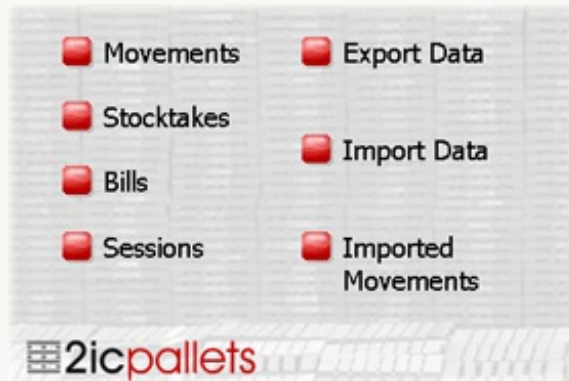 Movements
Stocktakes
Bills
Sessions
Export Data
Import Data
Imported
Movements
2icpallets